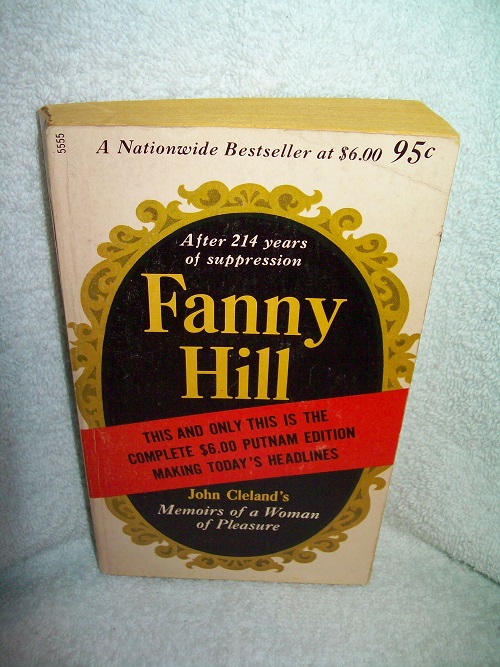 5555
A Nationwide Bestseller at $6.00 95c
After 214 years
of suppression
Fanny
Hill
THIS AND ONLY THIS IS THE
COMPLETE $6.00 PUTNAM EDITION
MAKING TODAY'S HEADLINES
John Cleland's
Memoirs of a Woman
of Pleasure